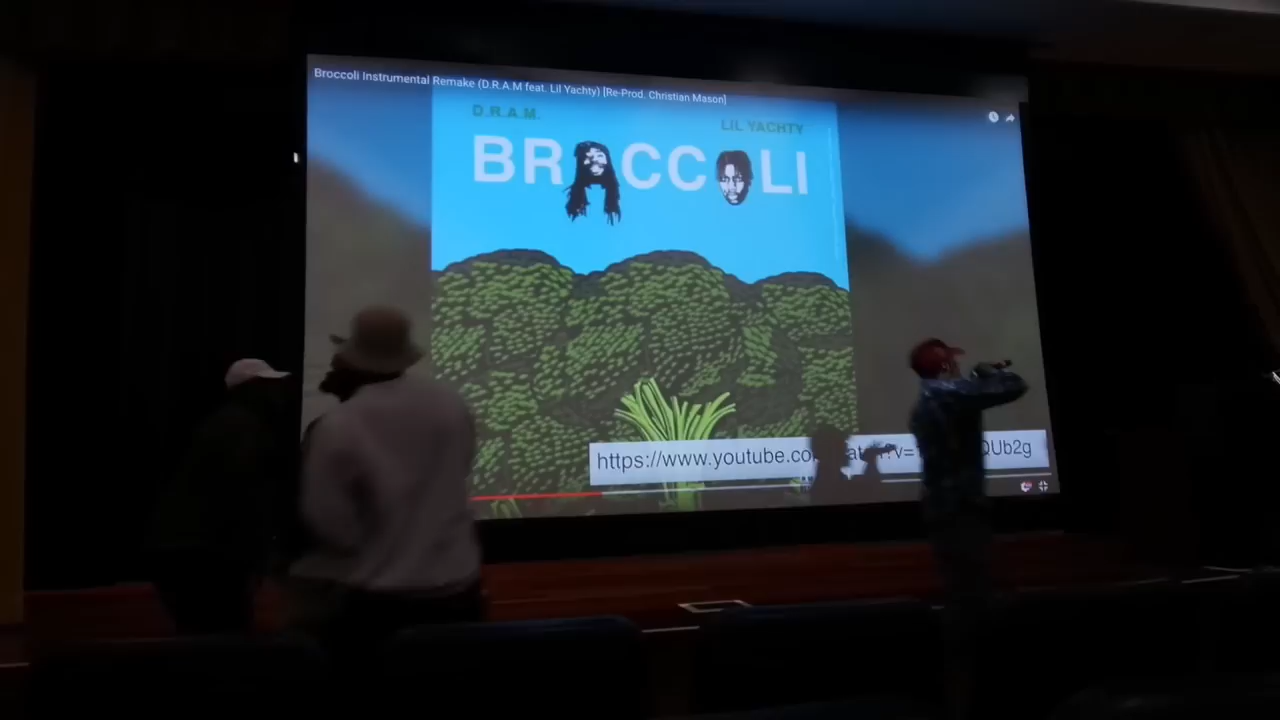 Broccoli Instrumental Remake (D.R.A.M feat. Lil Yachty) [Re-Prod. Christian Mason]
D.R.A.M.
LIL YACHTY
BR CC LI
https://www.youtube.co
QUb2g